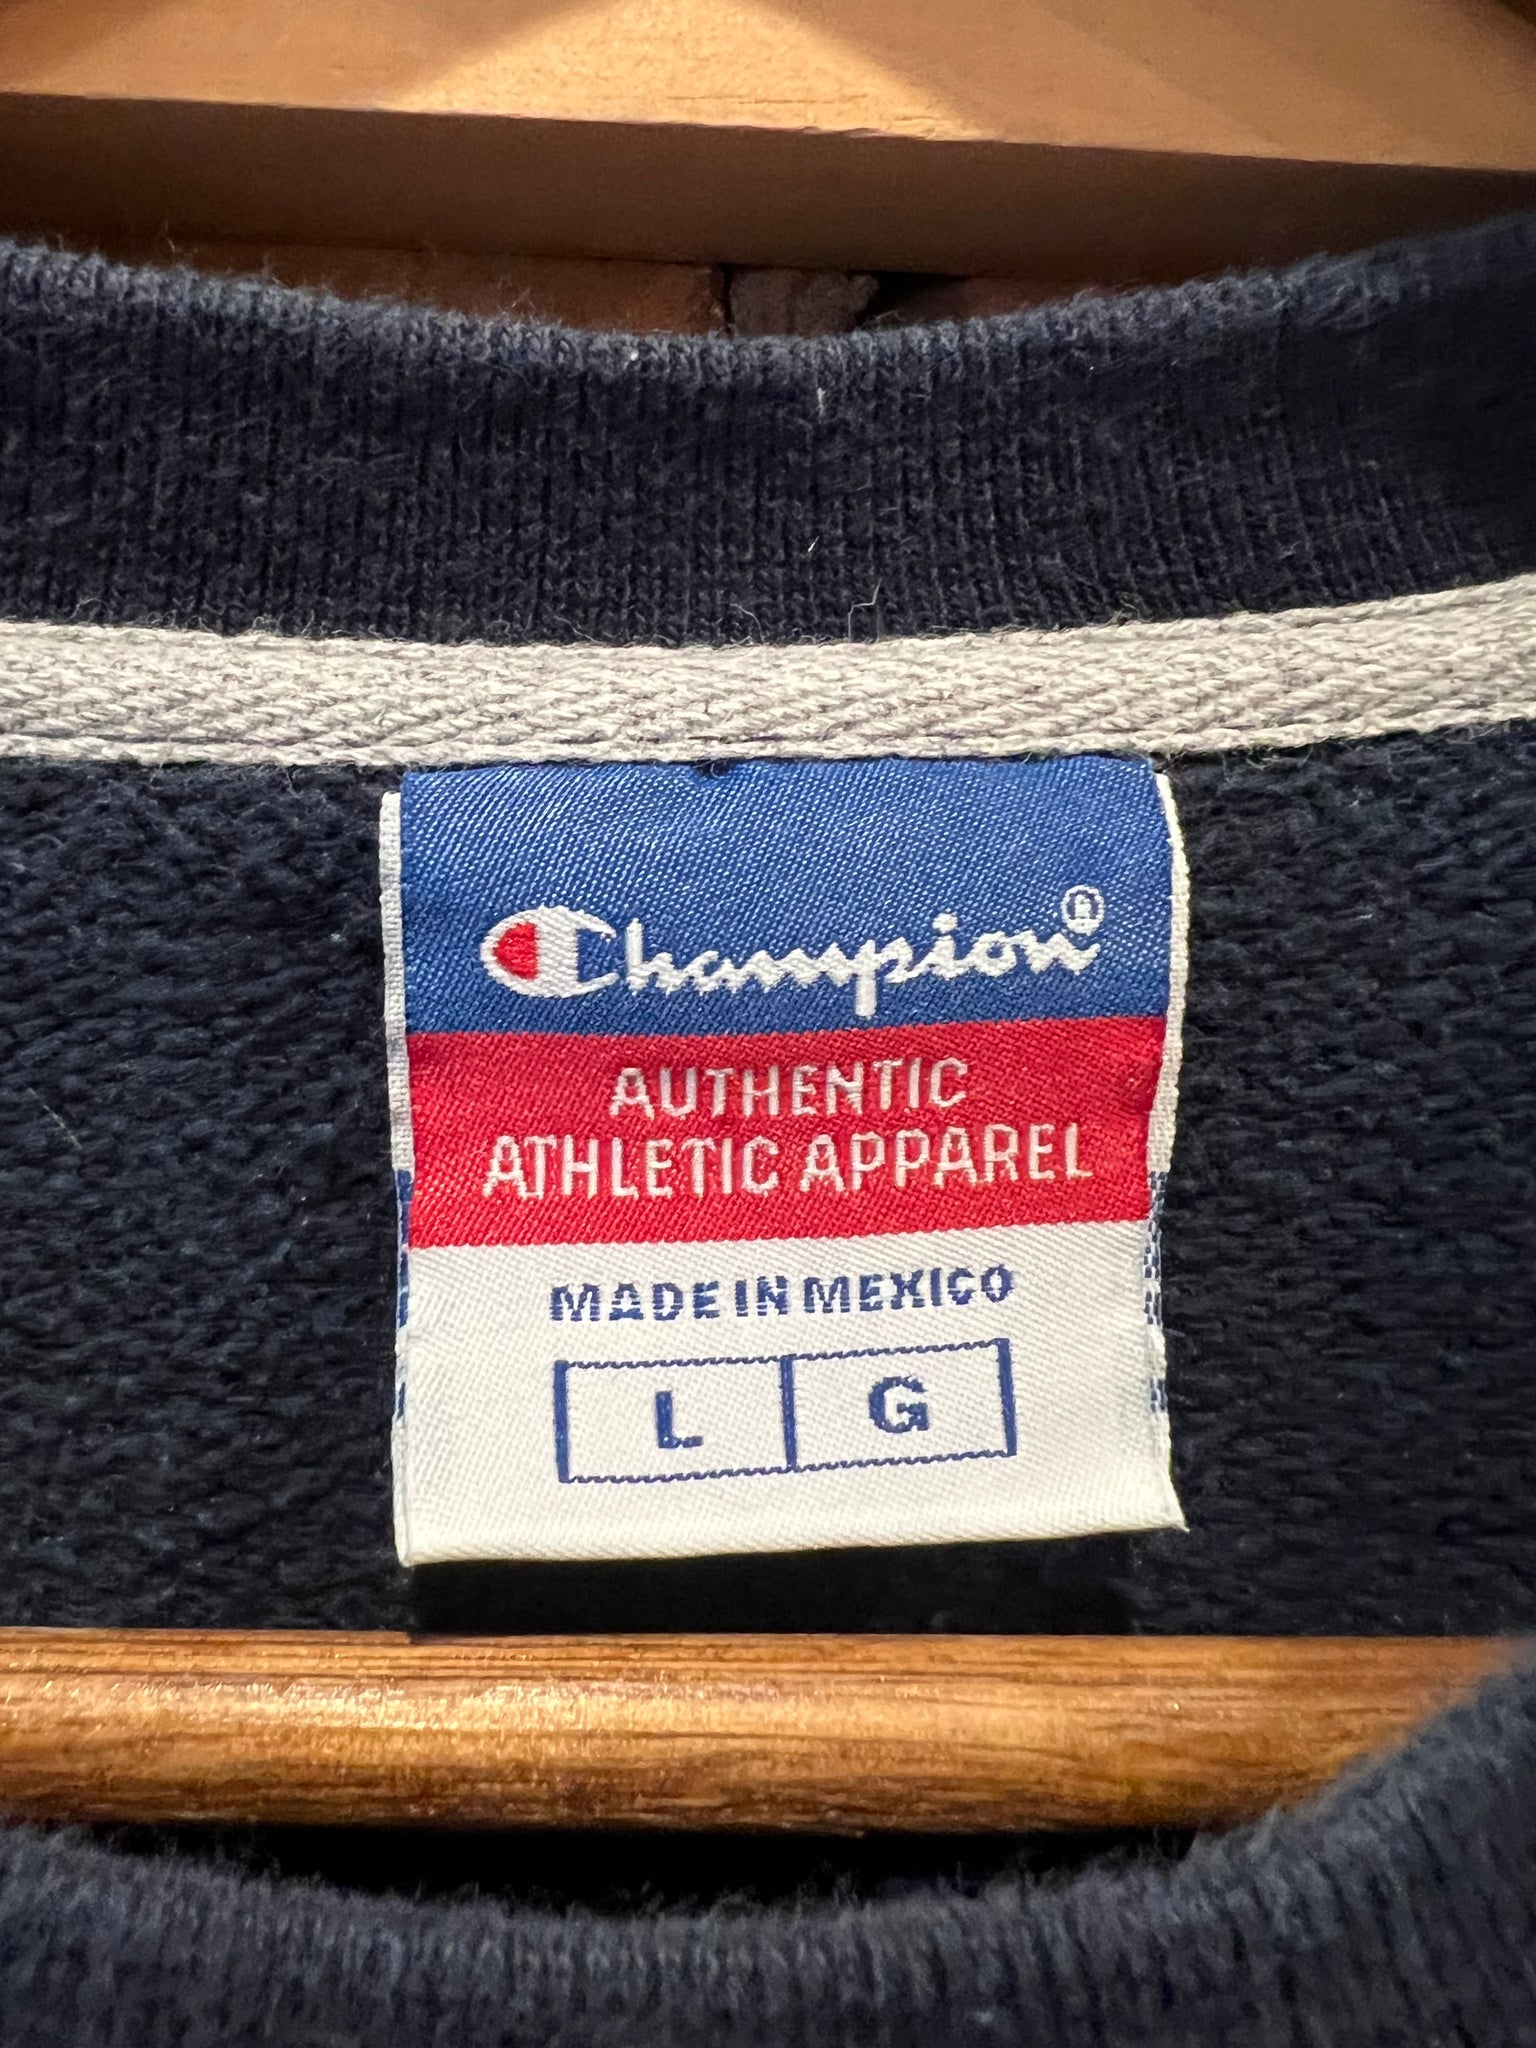 Champion®
AUTHENTIC
ATHLETIC APPAREL
MADE IN MEXICO
L G